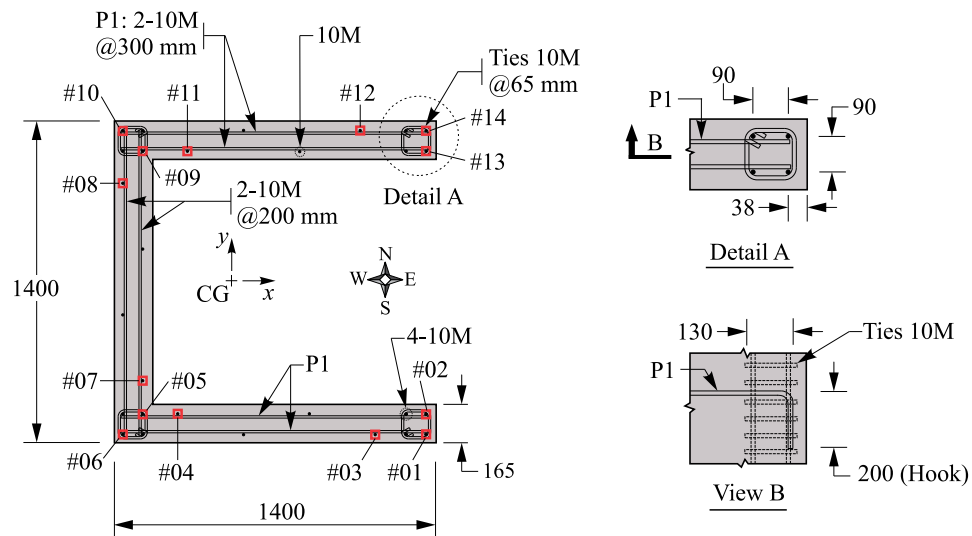 P1: 2-10M
@300 mm
10M
Ties 10M
@65 mm
#10
#11
#12
#14
#13
#08
#09
2-10M
@200 mm
Detail A
y
CG
x
N
W
E
S
1400
4-10M
#02
#07
#05
P1
#06
#04
#03
#01
165
1400
90
P1
90
B
38
Detail A
130
Ties 10M
P1
200 (Hook)
View B